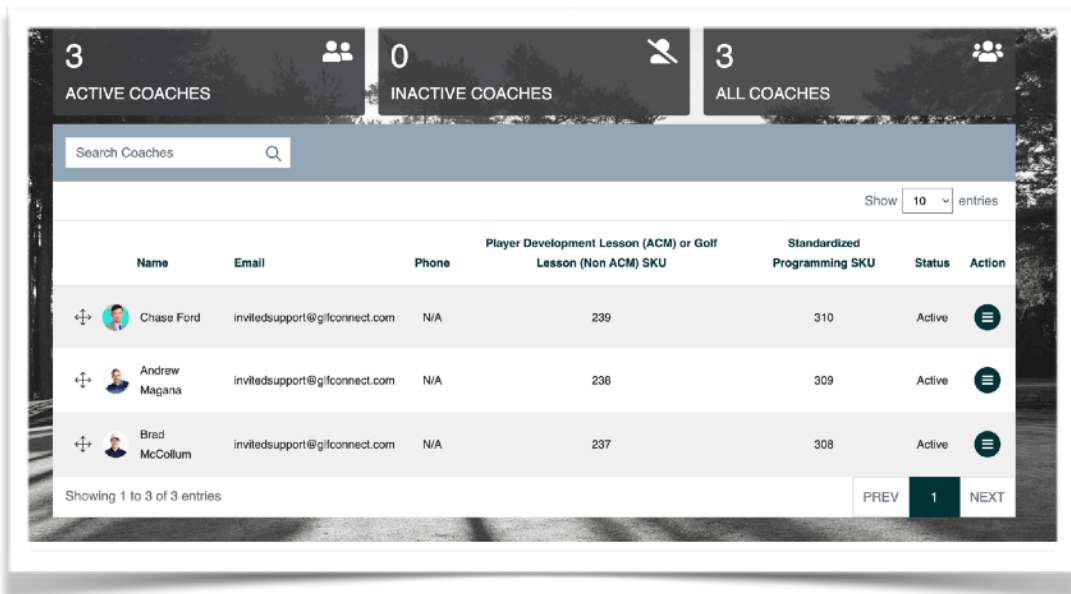 3
ACTIVE COACHES
0
INACTIVE COACHES
3
ALL COACHES
Search Coaches
Show 10 entries
Name Email Phone Player Development Lesson (ACM) or Golf Lesson (Non ACM) SKU Standardized Programming SKU Status Action
Chase Ford invitedsupport@glfconnect.com N/A 239 310 Active
Andrew Magana invitedsupport@glfconnect.com N/A 238 309 Active
Brad McCollum invitedsupport@glfconnect.com N/A 237 308 Active
Showing 1 to 3 of 3 entries
PREV 1 NEXT